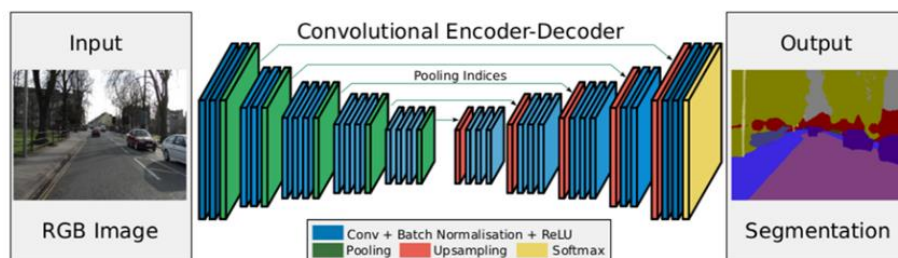 Input
RGB Image
Convolutional Encoder-Decoder
Pooling Indices
Conv + Batch Normalisation + ReLU
Pooling Upsampling Softmax
Output
Segmentation